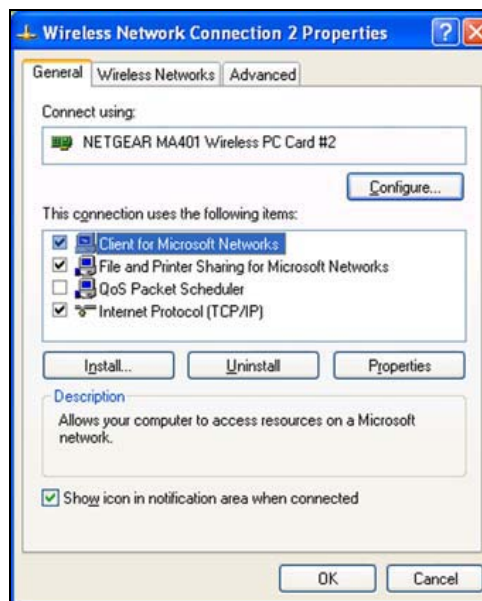 Wireless Network Connection 2 Properties
General Wireless Networks Advanced
Connect using:
NETGEAR MA401 Wireless PC Card #2
Configure...
This connection uses the following items:
Client for Microsoft Networks
File and Printer Sharing for Microsoft Networks
QoS Packet Scheduler
Internet Protocol (TCP/IP)
Install... Uninstall Properties
Description
Allows your computer to access resources on a Microsoft
network.
Show icon in notification area when connected
OK Cancel